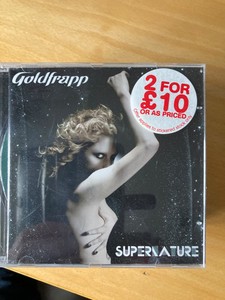 Goldfrapp
2 FOR
£10
OR AS PRICED
SUPERNATURE